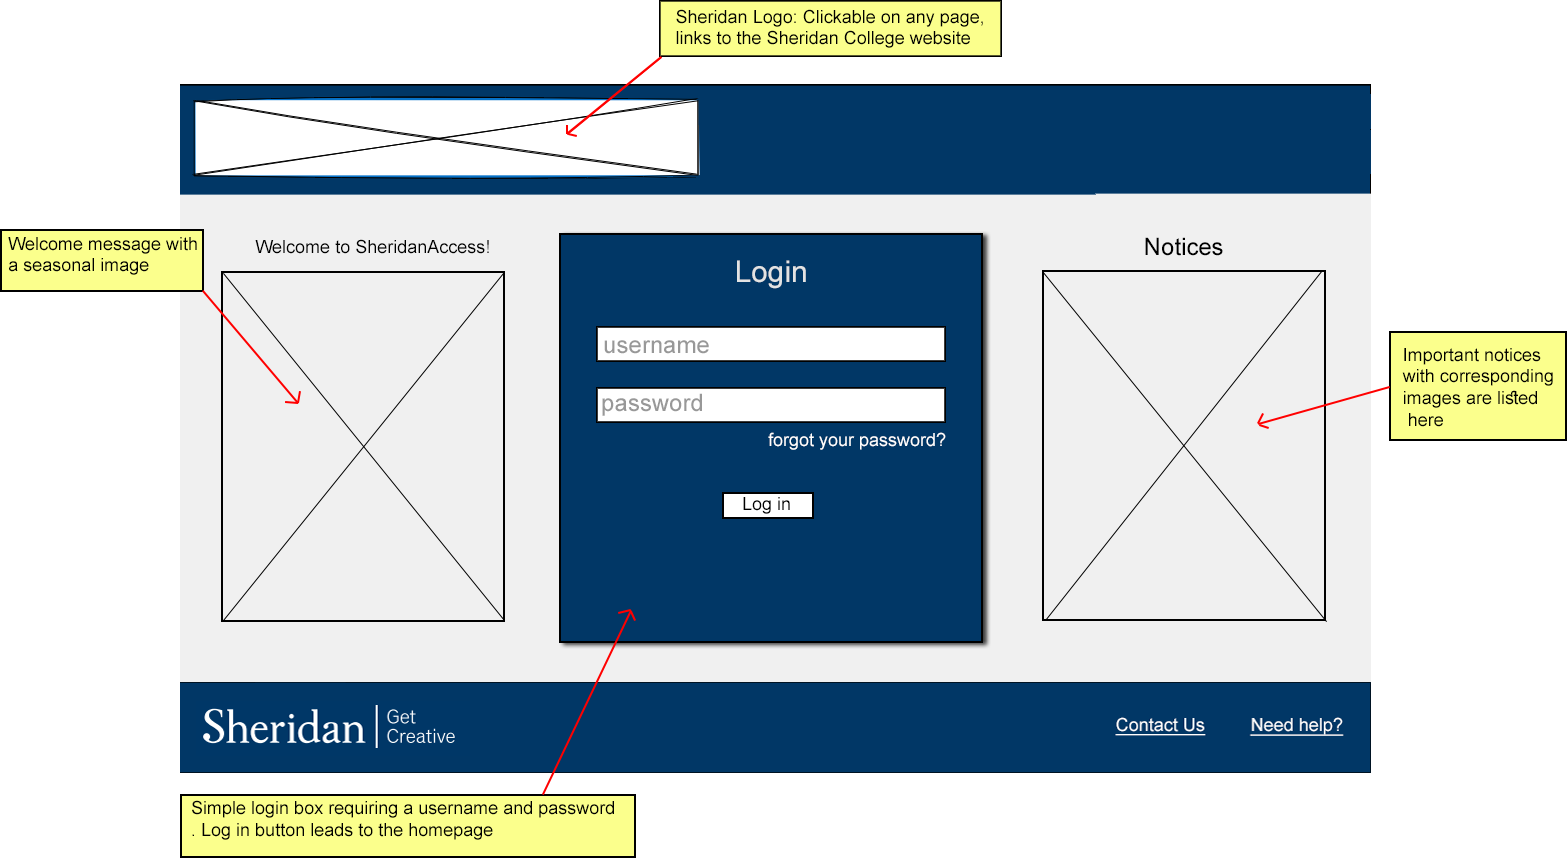 Sheridan Logo: Clickable on any page,
links to the Sheridan College website
Welcome message with
a seasonal image
Welcome to SheridanAccess!
Login
username
password
forgot your password?
Log in
Notices
Important notices
with corresponding
images are listed
here
Sheridan
Get
Creative
Contact Us
Need help?
Simple login box requiring a username and password
. Log in button leads to the homepage